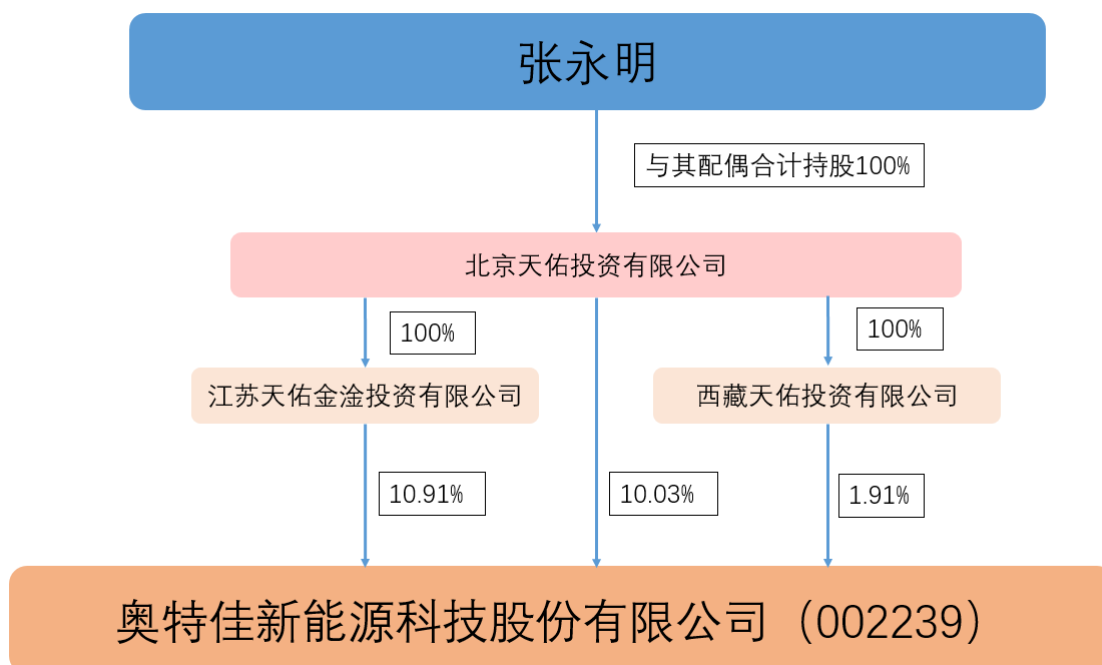 张永明
与其配偶合计持股100%
北京天佑投资有限公司
100%
100%
江苏天佑金淦投资有限公司
西藏天佑投资有限公司
10.91%
10.03%
1.91%
奥特佳新能源科技股份有限公司（002239）